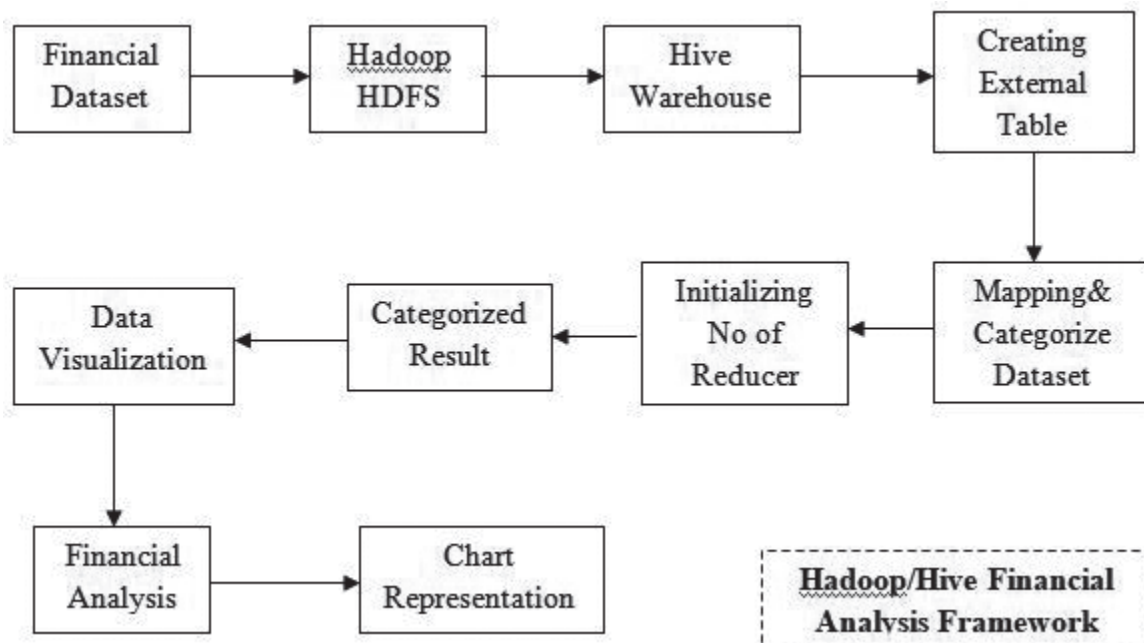 Financial
Dataset
Hadoop
HDFS
Hive
Warehouse
Creating
External
Table
Mapping&
Categorize
Dataset
Initializing
No of
Reducer
Categorized
Result
Data
Visualization
Financial
Analysis
Chart
Representation
Hadoop/Hive Financial
Analysis Framework